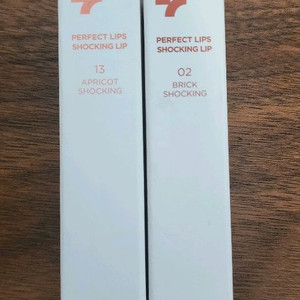 PERFECT LIPS
SHOCKING LIP
13
APRICOT
SHOCKING
PERFECT LIPS
SHOCKING LIP
02
BRICK
SHOCKING